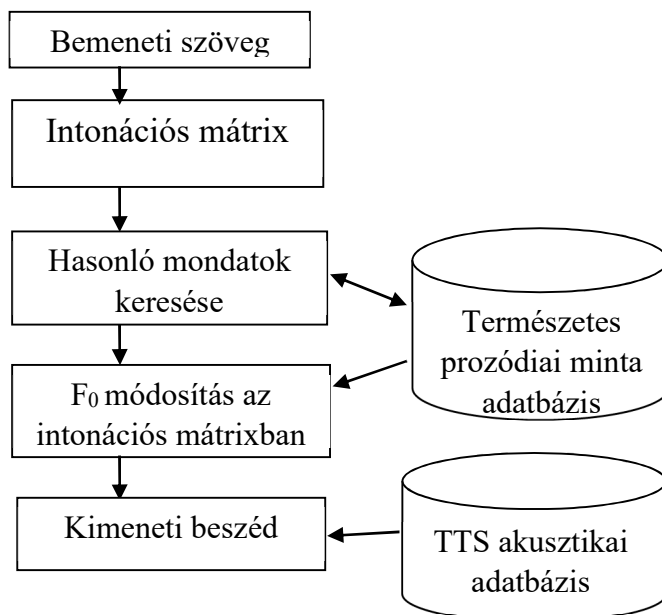 Bemeneti szöveg
Intonációs mátrix
Hasonló mondatok
keresése
F₀ módosítás az
intonációs mátrixban
Kimeneti beszéd
Természetes
prozódiai minta
adatbázis
TTS akusztikai
adatbázis